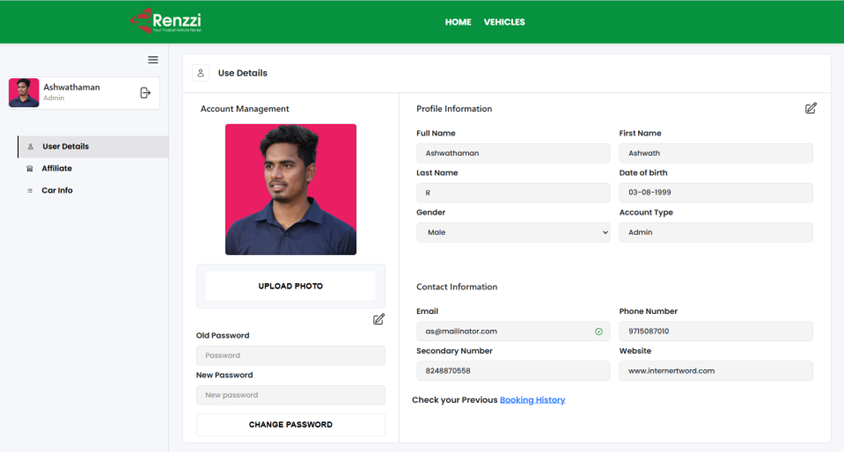 Renzzi
Your Trusted Vehicle Portal
HOME VEHICLES
Ashwathaman
Admin
User Details
Affiliate
Car Info
Use Details
Account Management
UPLOAD PHOTO
Old Password
Password
New Password
New password
CHANGE PASSWORD
Profile Information
Full Name First Name
Ashwathaman Ashwath
Last Name Date of birth
R 03-08-1999
Gender Account Type
Male Admin
Contact Information
Email Phone Number
as@mailinator.com 9715087010
Secondary Number Website
8248870558 www.internertword.com
Check your Previous Booking History